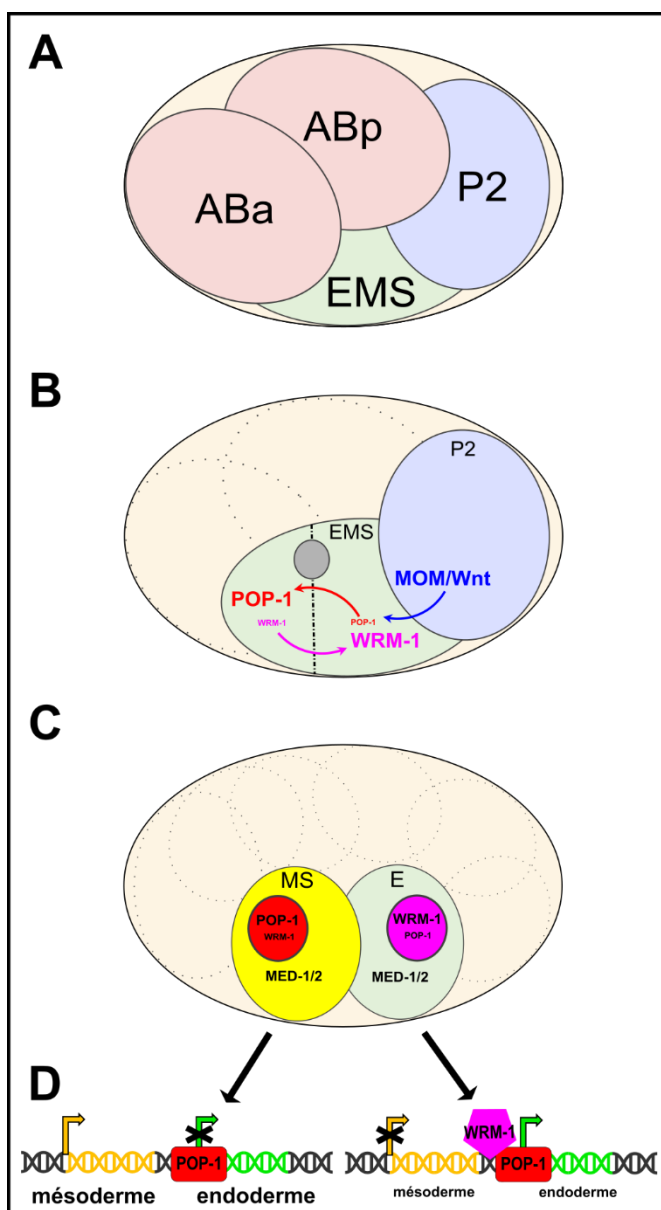 A
ABp
P2
ABa
EMS
B
P2
EMS
MOM/Wnt
POP-1
POP-1
WRM-1
WRM-1
C
MS
E
POP-1
WRM-1
WRM-1
POP-1
MED-1/2
MED-1/2
D
WRM-1
POP-1
POP-1
mésoderme
endoderme
mésoderme
endoderme